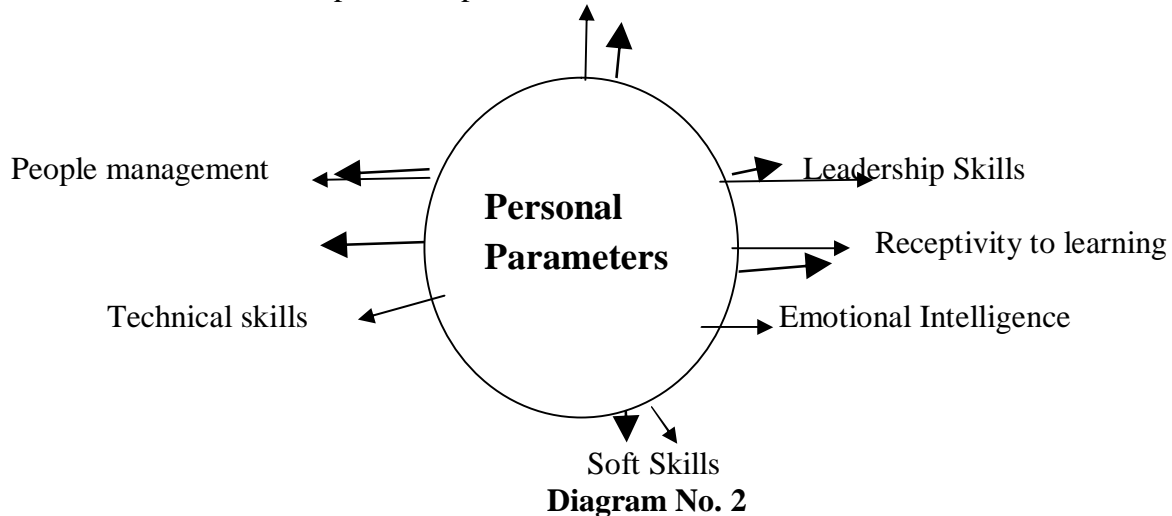 People management
Leadership Skills
Personal
Parameters
Receptivity to learning
Technical skills
Emotional Intelligence
Soft Skills
Diagram No. 2